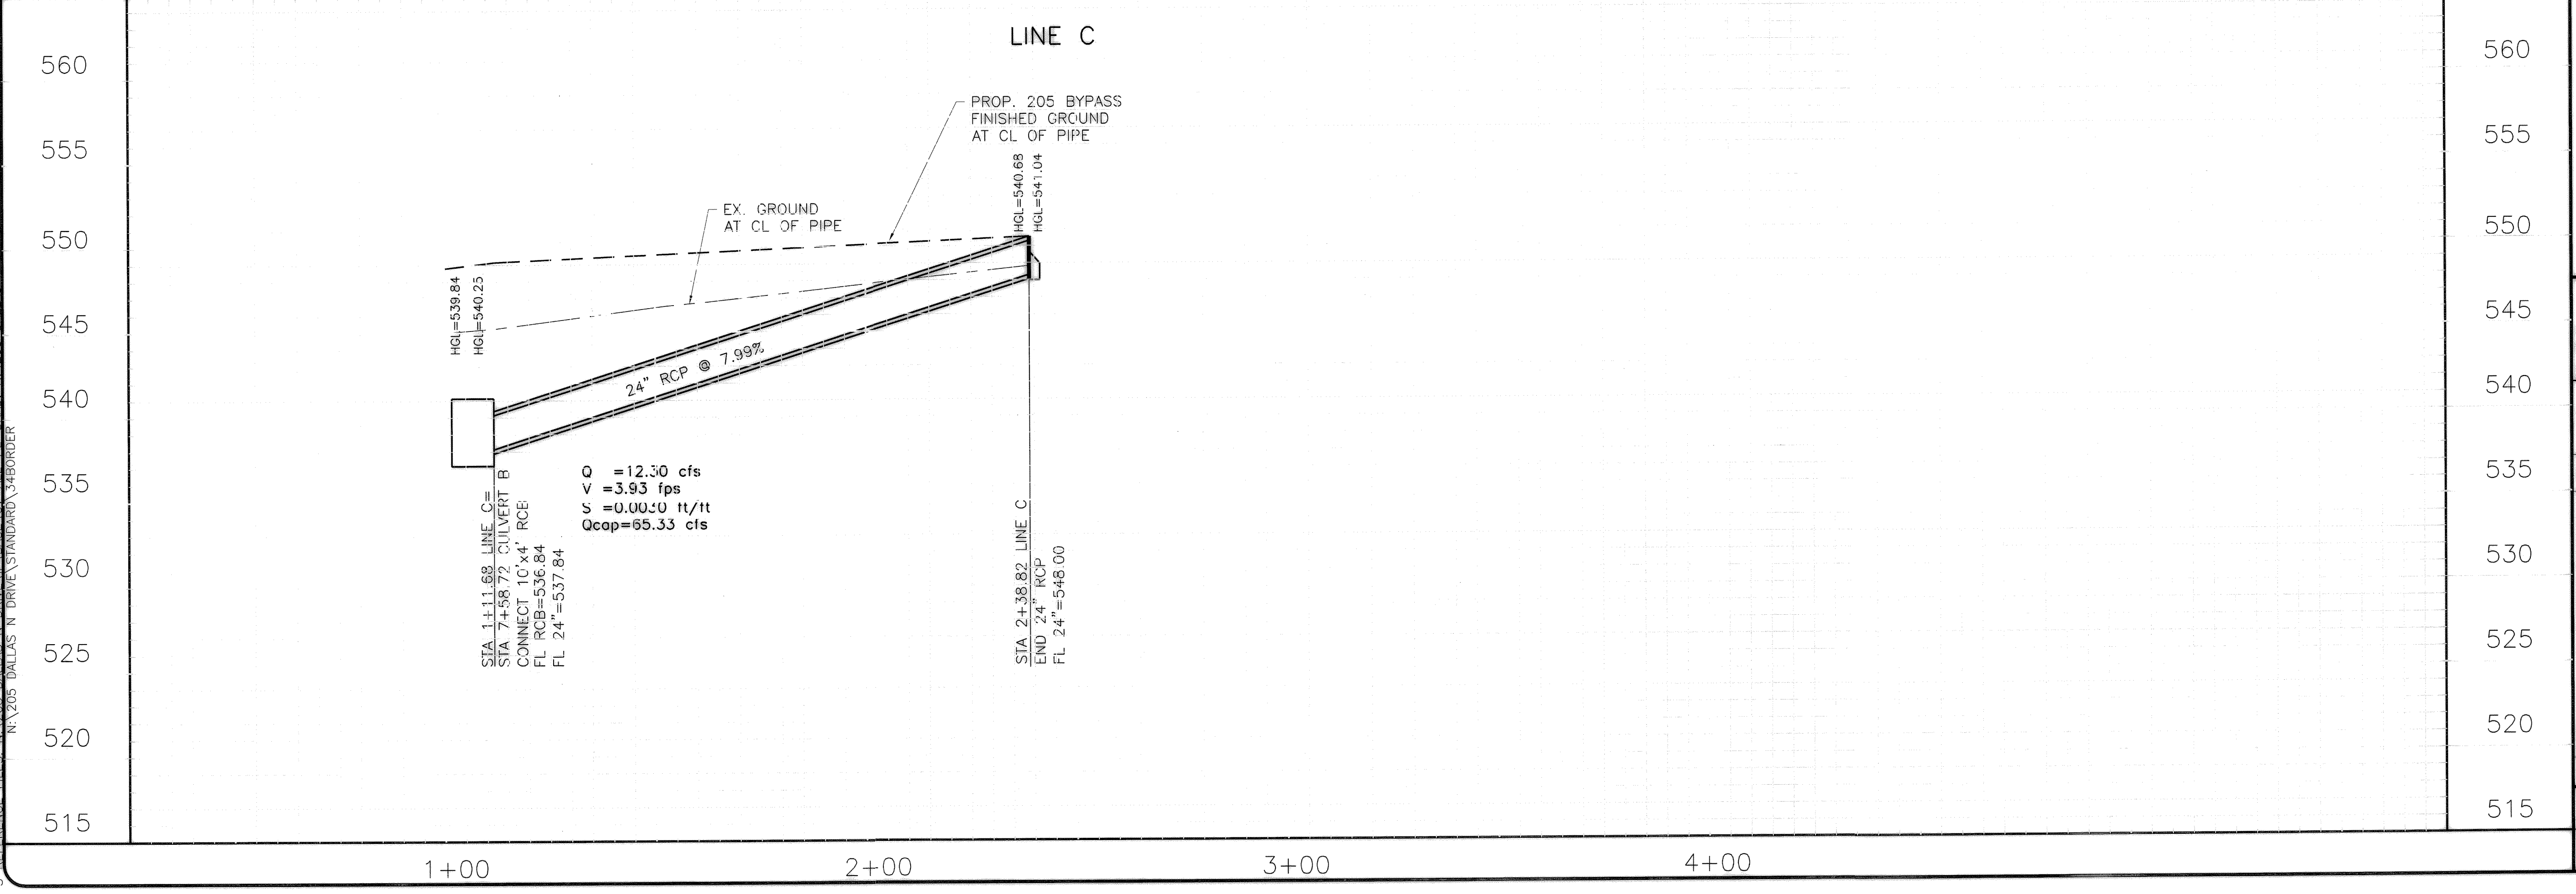 LINE C
560
555
550
545
540
535
530
525
520
515
PROP. 205 BYPASS
FINISHED GROUND
AT CL OF PIPE
EX. GROUND
AT CL OF PIPE
HGL=539.84
HGL=540.25
HGL=540.68
HGL=541.04
24" RCP @ 7.99%
Q =12.30 cfs
V =3.93 fps
S =0.0030 ft/ft
Qcap=65.33 cfs
STA 1+11.68 LINE C=
STA 7+58.72 CULVERT B
CONNECT 10'x4' RCB
FL RCB=536.84
FL 24"=537.84
STA 2+38.82 LINE C
END 24" RCP
FL 24"=548.00
560
555
550
545
540
535
530
525
520
515
1+00
2+00
3+00
4+00
N:\205 DALLAS N DRIVE\STANDARD\34BORDER